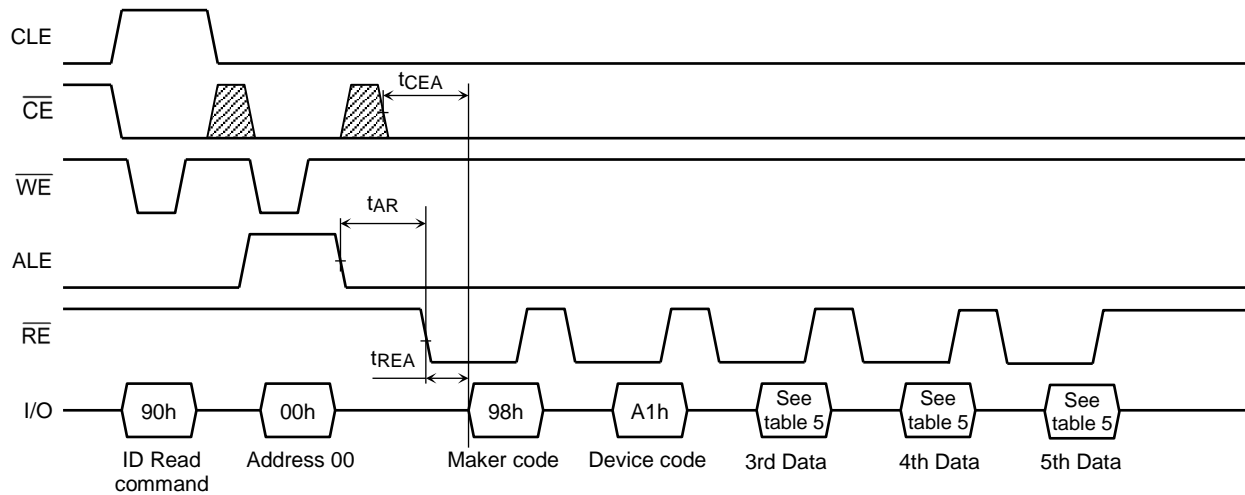 CLE
CE
tCEA
WE
tAR
ALE
RE
tREA
I/O
90h
00h
98h
A1h
See
table 5
See
table 5
See
table 5
ID Read
command
Address 00
Maker code
Device code
3rd Data
4th Data
5th Data